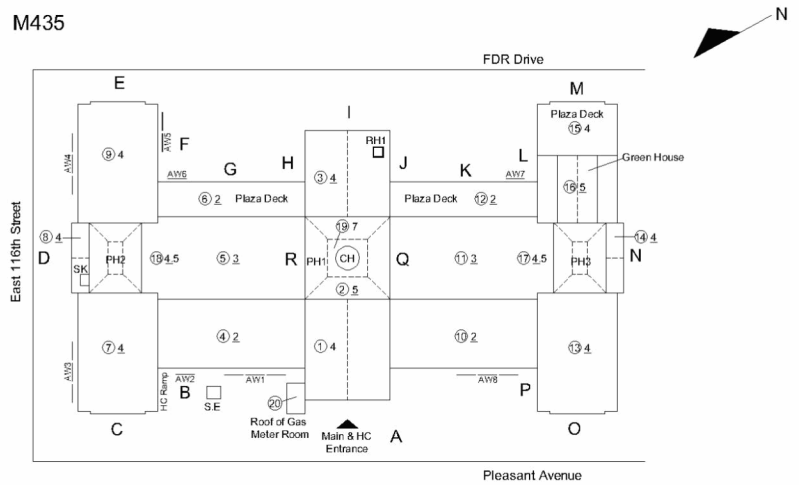 M435
N
FDR Drive
E
I
M
Plaza Deck
15 4
AW4
AW5
F
H
RH1
J
L
9 4
G
K
Green House
AW6
AW7
3 4
16 5
6 2
Plaza Deck
Plaza Deck
12 2
East 116th Street
8 4
19 7
14 4
D
SK
PH2
18 4,5
5 3
R
PH1
CH
Q
11 3
17 4,5
PH3
N
2 5
4 2
10 2
7 4
1 4
13 4
AW3
HC Ramp
AW2
AW1
AW8
B
S.E
20
P
C
Roof of Gas
Meter Room
Main & HC
Entrance
A
O
Pleasant Avenue